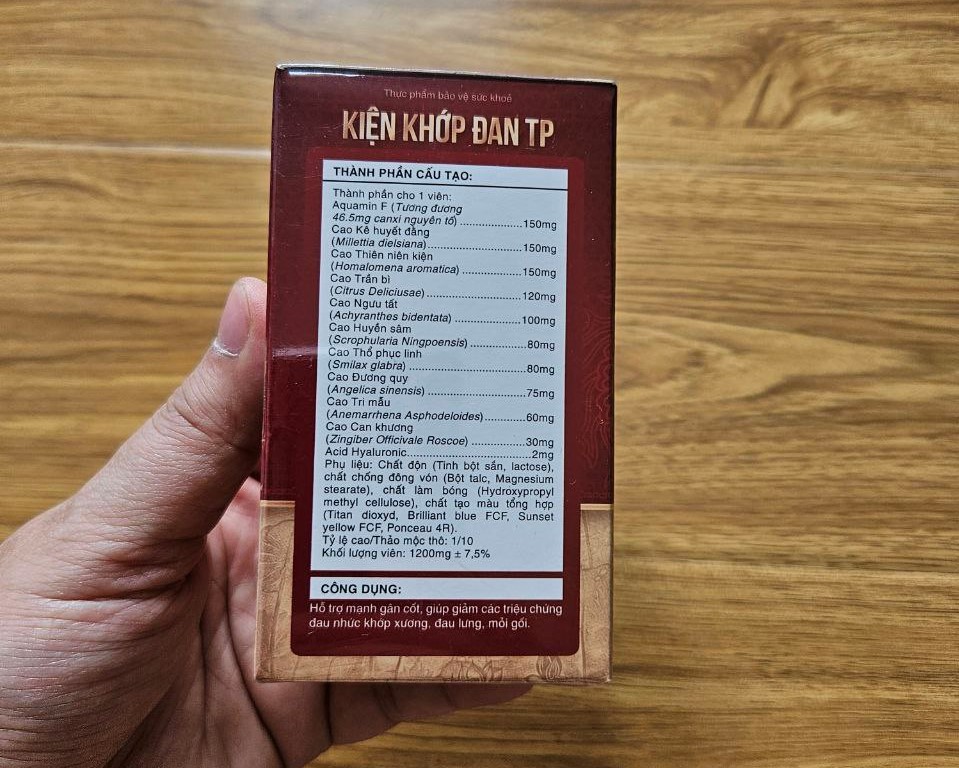 Thực phẩm bảo vệ sức khoẻ
KIỆN KHỚP ĐAN TP
THÀNH PHẦN CẤU TẠO:
Thành phần cho 1 viên:
Aquamin F (Tương đương
46.5mg canxi nguyên tố) ..................150mg
Cao Kê huyết đằng
(Millettia dielsiana)..........................150mg
Cao Thiên niên kiện
(Homalomena aromatica) .................150mg
Cao Trần bì
(Citrus Deliciusae) ..........................120mg
Cao Ngưu tất
(Achyranthes bidentata) ..................100mg
Cao Huyền sâm
(Scrophularia Ningpoensis) ................80mg
Cao Thổ phục linh
(Smilax glabra) .................................80mg
Cao Đương quy
(Angelica sinensis) ............................75mg
Cao Tri mẫu
(Anemarrhena Asphodeloides)............60mg
Cao Can khương
(Zingiber Officivale Roscoe) ...............30mg
Acid Hyaluronic...................................2mg
Phụ liệu: Chất độn (Tinh bột sắn, lactose),
chất chống đông vón (Bột talc, Magnesium
stearate), chất làm bóng (Hydroxypropyl
methyl cellulose), chất tạo màu tổng hợp
(Titan dioxyd, Brilliant blue FCF, Sunset
yellow FCF, Ponceau 4R).
Tỷ lệ cao/Thảo mộc thô: 1/10
Khối lượng viên: 1200mg ± 7,5%
CÔNG DỤNG:
Hỗ trợ mạnh gân cốt, giúp giảm các triệu chứng
đau nhức khớp xương, đau lưng, mỏi gối.